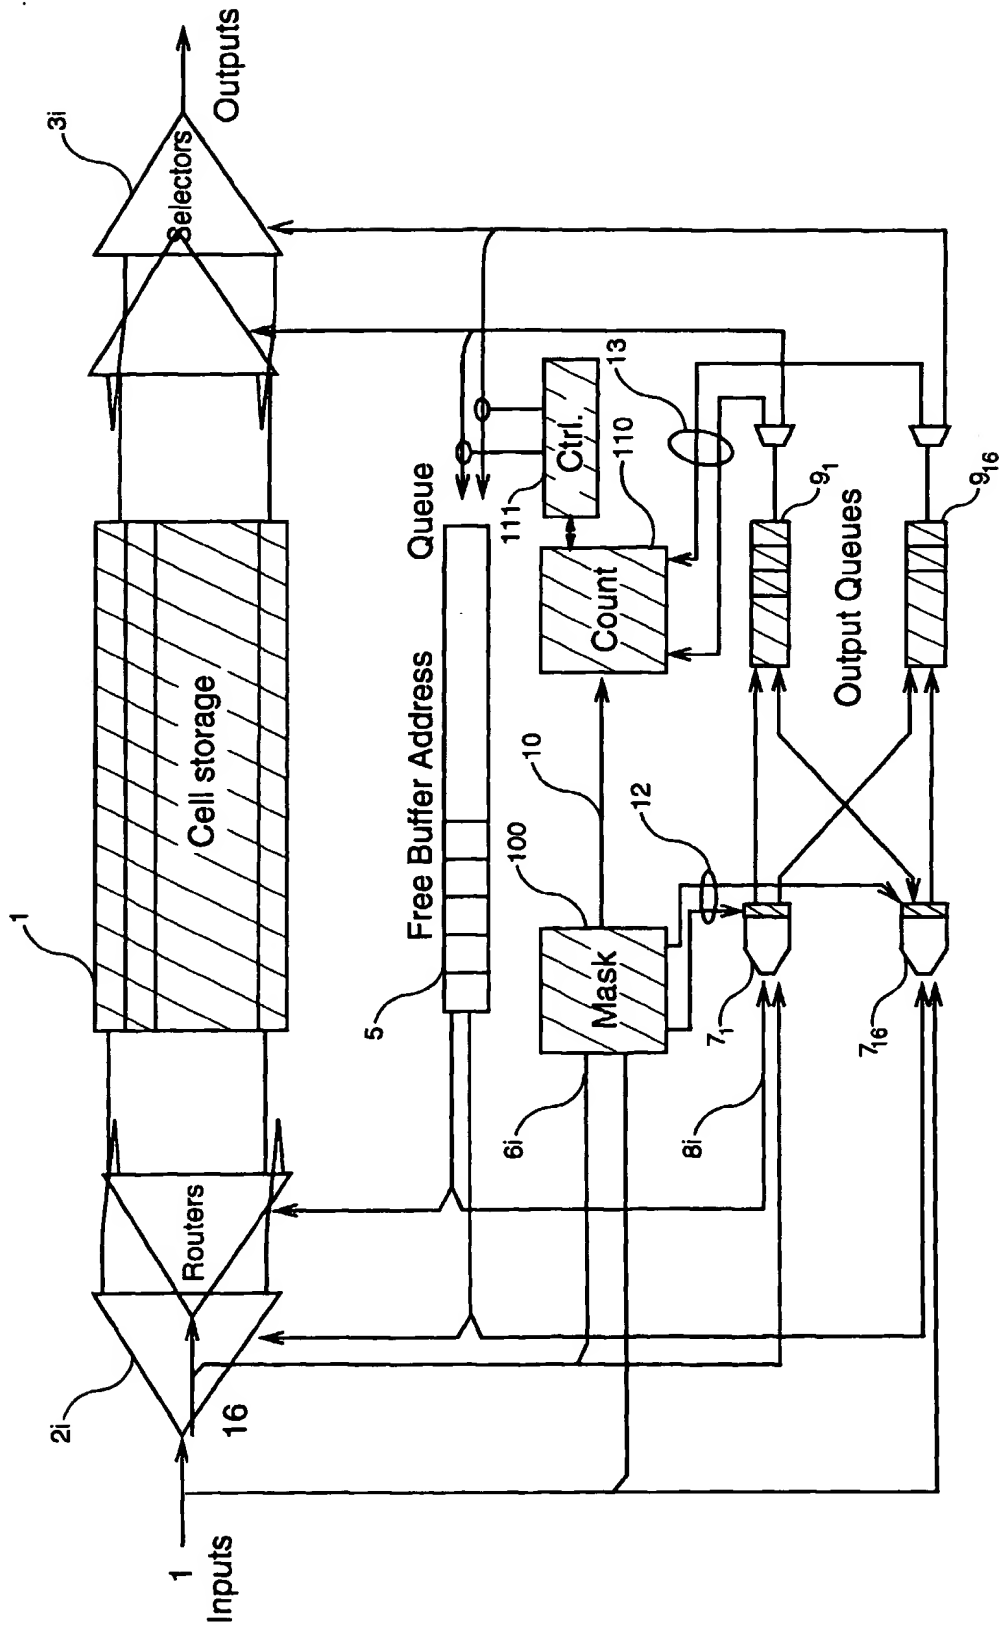 1
Inputs
16
2i
Routers
1
Cell storage
3i
Selectors
Outputs
5
Free Buffer Address Queue
6i
Mask
100
10
Count
110
111
Ctrl.
13
12
8i
7₁
7₁₆
Output Queues
9₁
9₁₆